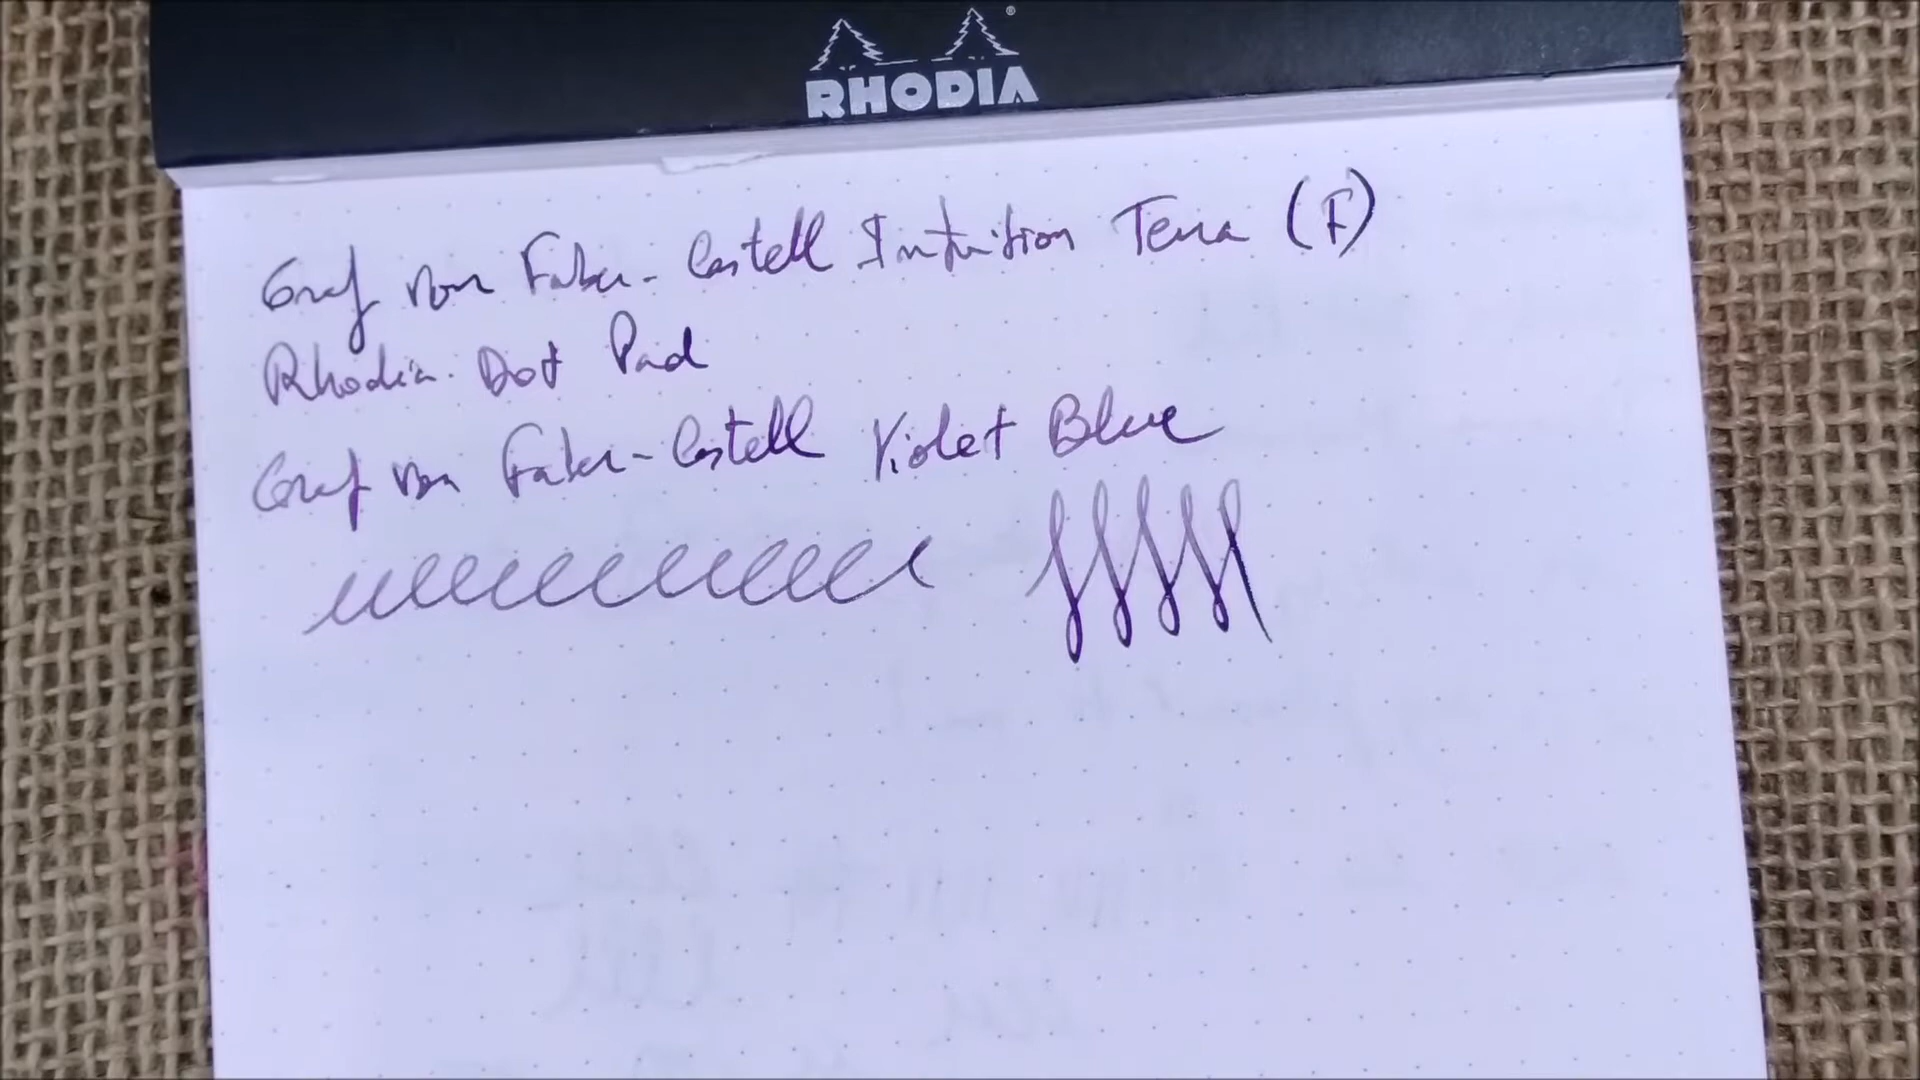 RHODIA
Graf von Faber-Castell Intuition Terra (F)
Rhodia Dot Pad
Graf von Faber-Castell Violet Blue